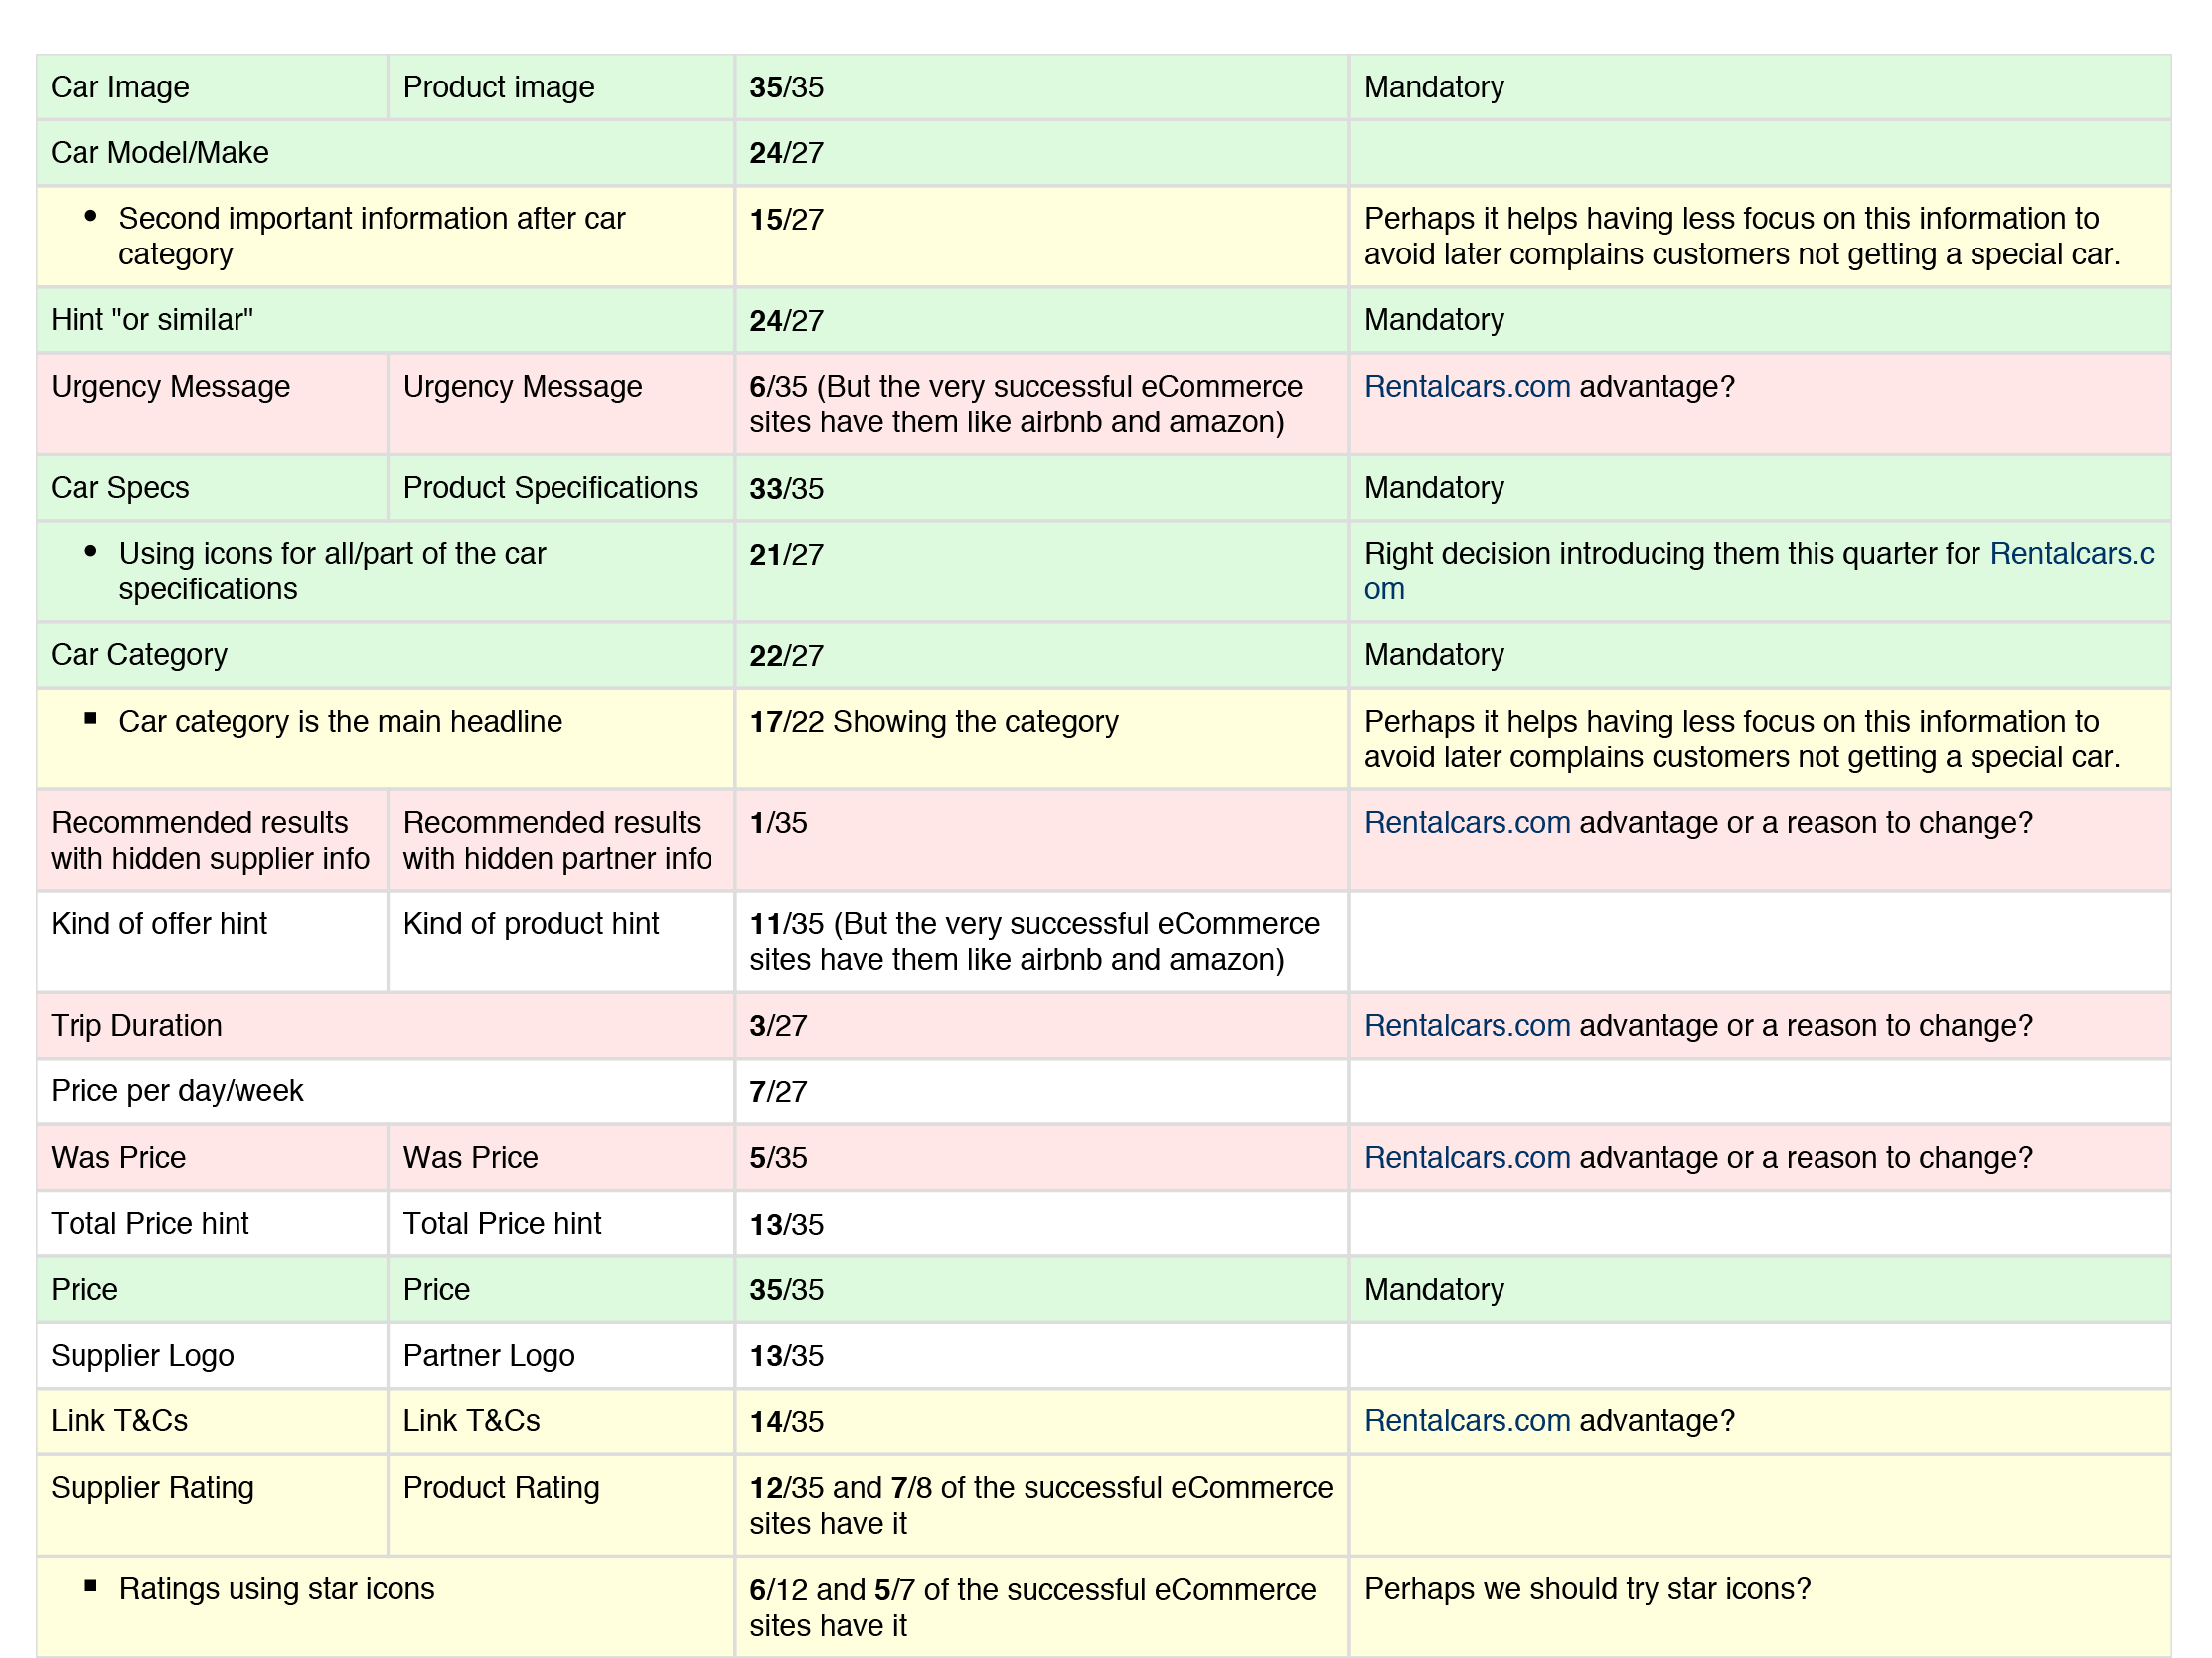 Car Image Product image 35/35 Mandatory
Car Model/Make 24/27
• Second important information after car
category
15/27
Perhaps it helps having less focus on this information to
avoid later complains customers not getting a special car.
Hint "or similar" 24/27 Mandatory
Urgency Message Urgency Message
6/35 (But the very successful eCommerce
sites have them like airbnb and amazon)
Rentalcars.com advantage?
Car Specs Product Specifications 33/35 Mandatory
• Using icons for all/part of the car
specifications
21/27
Right decision introducing them this quarter for Rentalcars.c
om
Car Category 22/27 Mandatory
▪ Car category is the main headline
17/22 Showing the category
Perhaps it helps having less focus on this information to
avoid later complains customers not getting a special car.
Recommended results
with hidden supplier info
Recommended results
with hidden partner info
1/35
Rentalcars.com advantage or a reason to change?
Kind of offer hint Kind of product hint
11/35 (But the very successful eCommerce
sites have them like airbnb and amazon)
Trip Duration 3/27 Rentalcars.com advantage or a reason to change?
Price per day/week 7/27
Was Price Was Price 5/35 Rentalcars.com advantage or a reason to change?
Total Price hint Total Price hint 13/35
Price Price 35/35 Mandatory
Supplier Logo Partner Logo 13/35
Link T&Cs Link T&Cs 14/35 Rentalcars.com advantage?
Supplier Rating Product Rating
12/35 and 7/8 of the successful eCommerce
sites have it
▪ Ratings using star icons
6/12 and 5/7 of the successful eCommerce
sites have it
Perhaps we should try star icons?